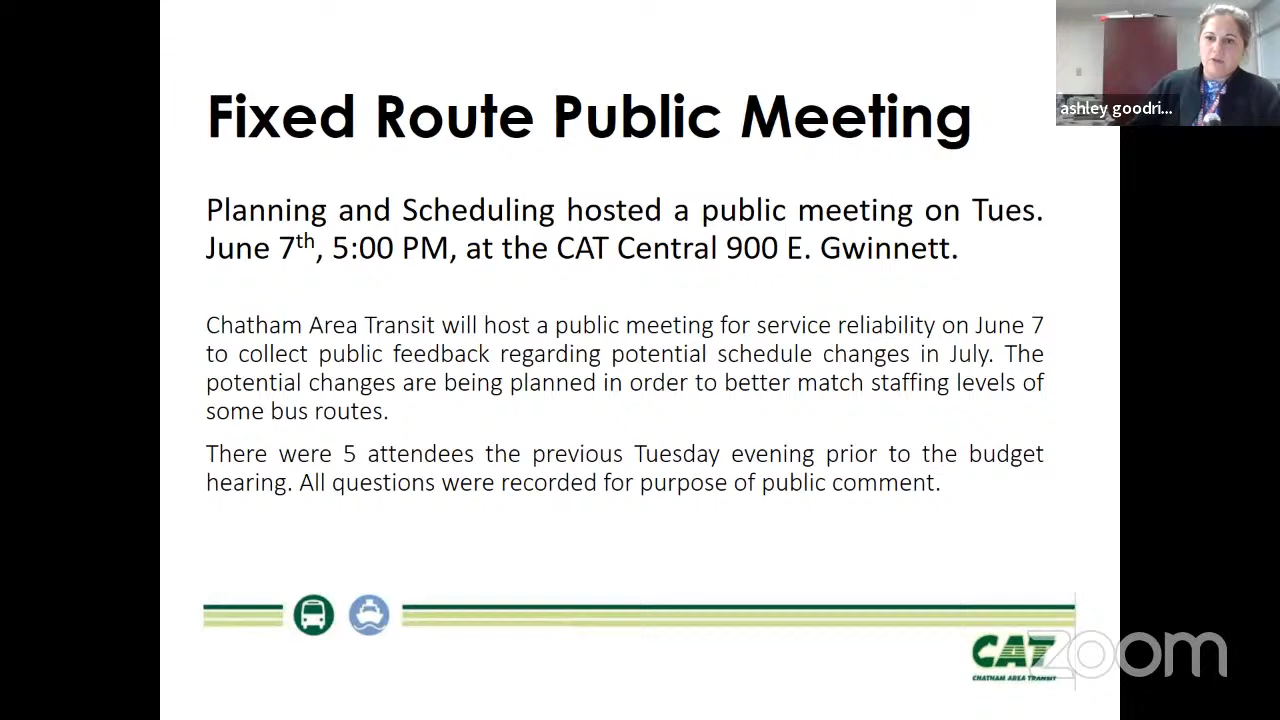 ashley goodri...
Fixed Route Public Meeting
Planning and Scheduling hosted a public meeting on Tues.
June 7th, 5:00 PM, at the CAT Central 900 E. Gwinnett.
Chatham Area Transit will host a public meeting for service reliability on June 7
to collect public feedback regarding potential schedule changes in July. The
potential changes are being planned in order to better match staffing levels of
some bus routes.
There were 5 attendees the previous Tuesday evening prior to the budget
hearing. All questions were recorded for purpose of public comment.
CAT
CHATHAM AREA TRANSIT
zoom